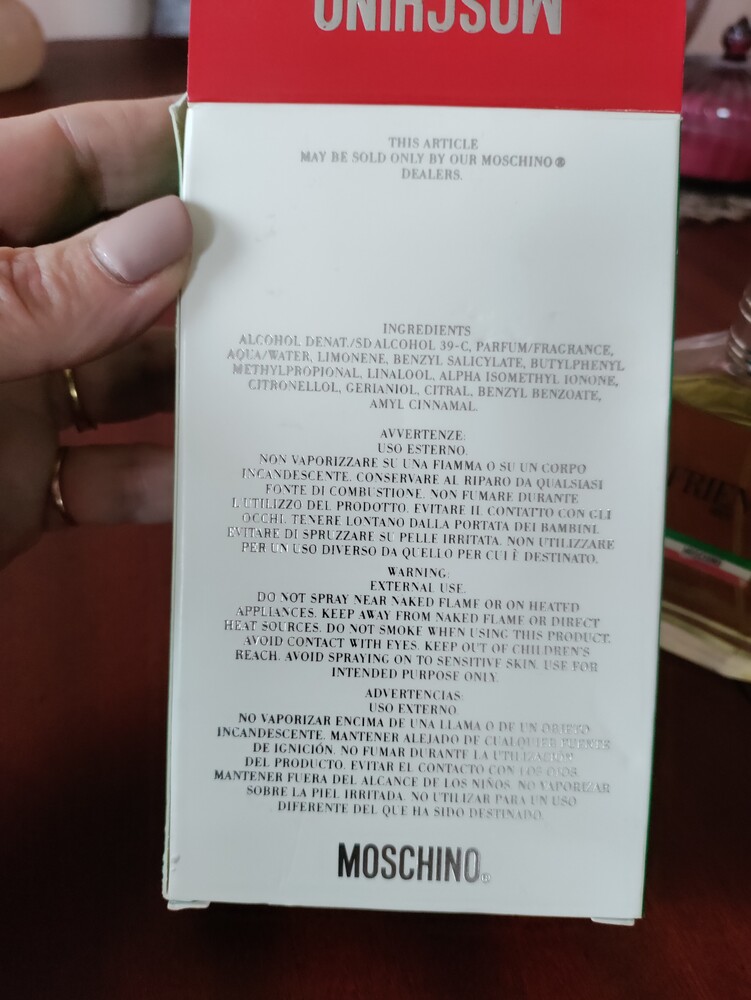 MOSCHINO
THIS ARTICLE
MAY BE SOLD ONLY BY OUR MOSCHINO®
DEALERS.
INGREDIENTS
ALCOHOL DENAT./SD ALCOHOL 39-C, PARFUM/FRAGRANCE,
AQUA/WATER, LIMONENE, BENZYL SALICYLATE, BUTYLPHENYL
METHYLPROPIONAL, LINALOOL, ALPHA ISOMETHYL IONONE,
CITRONELLOL, GERIANIOL, CITRAL, BENZYL BENZOATE,
AMYL CINNAMAL.
AVVERTENZE:
USO ESTERNO.
NON VAPORIZZARE SU UNA FIAMMA O SU UN CORPO
INCANDESCENTE. CONSERVARE AL RIPARO DA QUALSIASI
FONTE DI COMBUSTIONE. NON FUMARE DURANTE
L UTILIZZO DEL PRODOTTO. EVITARE IL CONTATTO CON GLI
OCCHI. TENERE LONTANO DALLA PORTATA DEI BAMBINI.
EVITARE DI SPRUZZARE SU PELLE IRRITATA. NON UTILIZZARE
PER UN USO DIVERSO DA QUELLO PER CUI È DESTINATO.
WARNING:
EXTERNAL USE.
DO NOT SPRAY NEAR NAKED FLAME OR ON HEATED
APPLIANCES. KEEP AWAY FROM NAKED FLAME OR DIRECT
HEAT SOURCES. DO NOT SMOKE WHEN USING THIS PRODUCT.
AVOID CONTACT WITH EYES. KEEP OUT OF CHILDREN'S
REACH. AVOID SPRAYING ON TO SENSITIVE SKIN. USE FOR
INTENDED PURPOSE ONLY.
ADVERTENCIAS:
USO EXTERNO
NO VAPORIZAR ENCIMA DE UNA LLAMA O DE UN OBJETO
INCANDESCENTE. MANTENER ALEJADO DE CUALQUIER FUENTE
DE IGNICIÓN. NO FUMAR DURANTE LA UTILIZACIÓN
DEL PRODUCTO. EVITAR EL CONTACTO CON LOS OJOS.
MANTENER FUERA DEL ALCANCE DE LOS NIÑOS. NO VAPORIZAR
SOBRE LA PIEL IRRITADA. NO UTILIZAR PARA UN USO
DIFERENTE DEL QUE HA SIDO DESTINADO.
MOSCHINO®